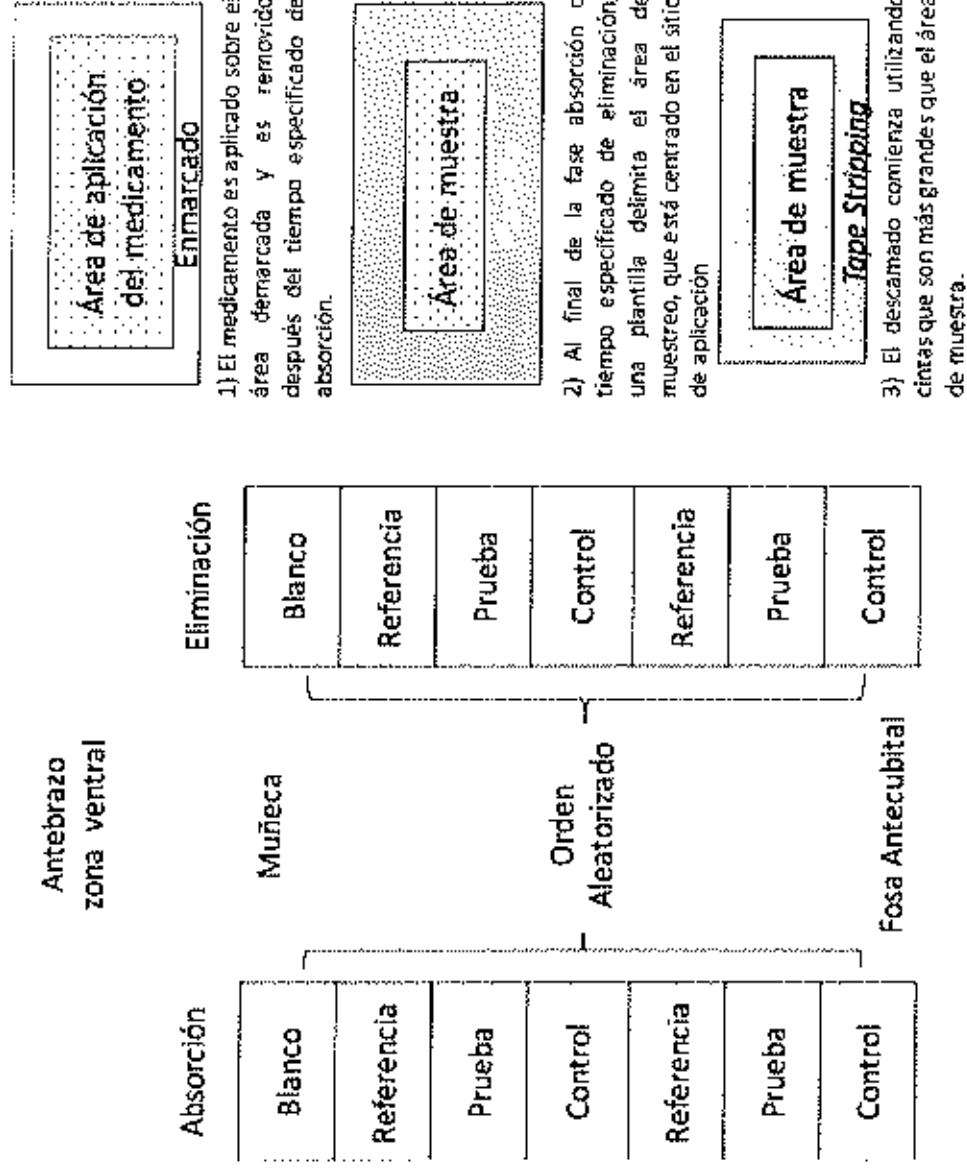 Antebrazo
zona ventral
Absorción
Blanco
Referencia
Prueba
Control
Referencia
Prueba
Control
Muñeca
Orden
Aleatorizado
Fosa Antecubital
Eliminación
Blanco
Referencia
Prueba
Control
Referencia
Prueba
Control
Área de aplicación
del medicamento
Enmarcado
1) El medicamento es aplicado sobre el
área demarcada y es removido
después del tiempo especificado de
absorción.
Área de muestra
2) Al final de la fase absorción o
tiempo especificado de eliminación,
una plantilla delimita el área de
muestreo, que está centrado en el sitio
de aplicación
Área de muestra
Tape Stripping
3) El descamado comienza utilizando
cintas que son más grandes que el área
de muestra.